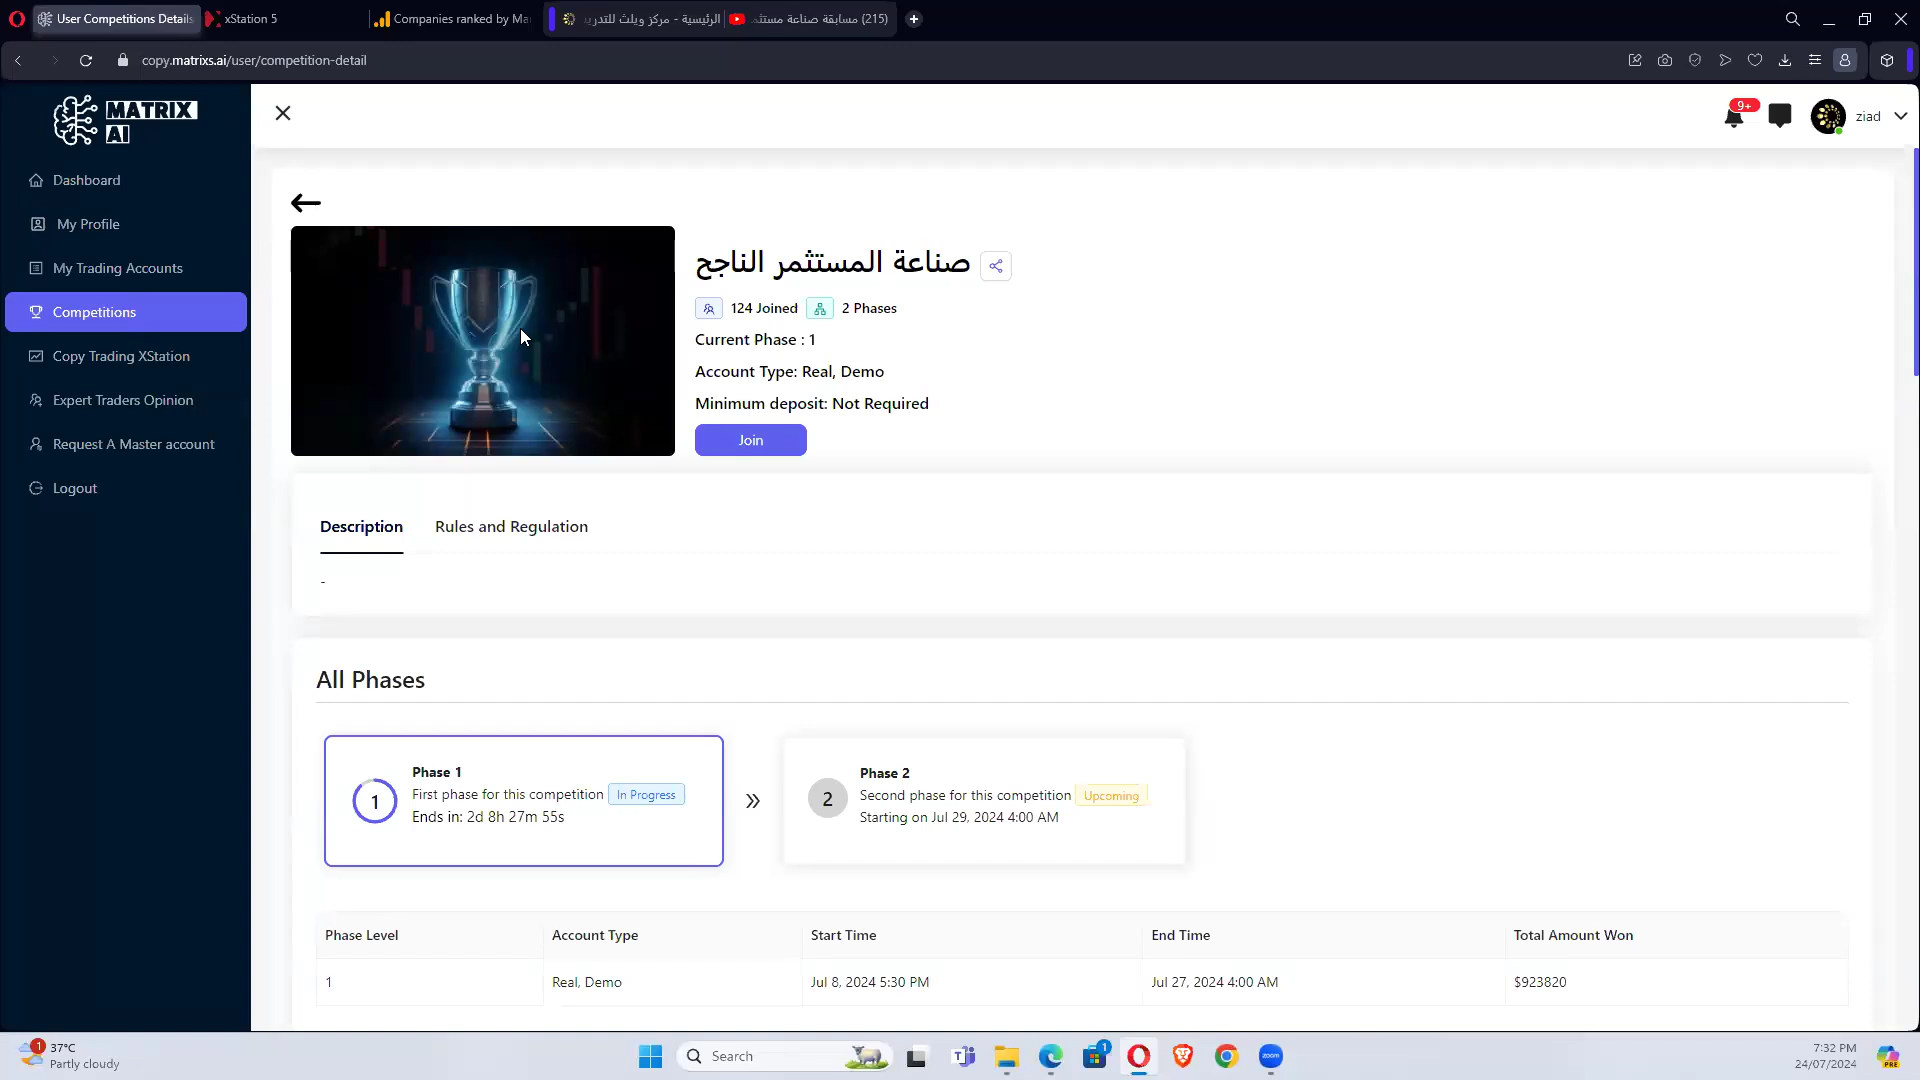 User Competitions Details
xStation 5
Companies ranked by Ma
الرئيسية - مركز ويلث للتدري
(215) مسابقة صناعة مستثم
copy.matrixs.ai/user/competition-detail
MATRIX
AI
9+
ziad
Dashboard
My Profile
My Trading Accounts
Competitions
Copy Trading XStation
Expert Traders Opinion
Request A Master account
Logout
صناعة المستثمر الناجح
124 Joined
2 Phases
Current Phase : 1
Account Type: Real, Demo
Minimum deposit: Not Required
Join
Description
Rules and Regulation
-
All Phases
1
Phase 1
First phase for this competition
In Progress
Ends in: 2d 8h 27m 55s
2
Phase 2
Second phase for this competition
Upcoming
Starting on Jul 29, 2024 4:00 AM
Phase Level
Account Type
Start Time
End Time
Total Amount Won
1
Real, Demo
Jul 8, 2024 5:30 PM
Jul 27, 2024 4:00 AM
$923820
1
37°C
Partly cloudy
Search
1
zoom
7:32 PM
24/07/2024
PRE